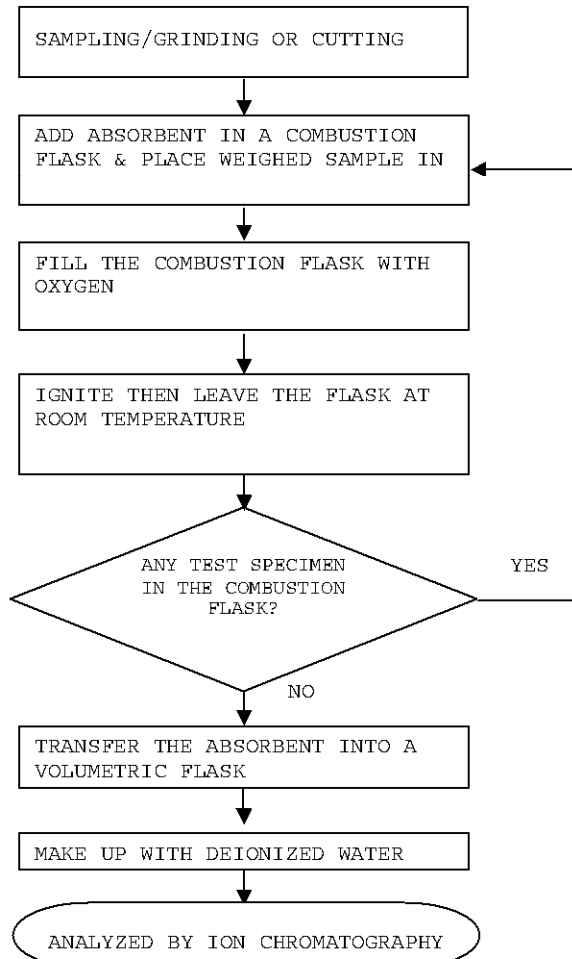 SAMPLING/GRINDING OR CUTTING
ADD ABSORBENT IN A COMBUSTION
FLASK & PLACE WEIGHED SAMPLE IN
FILL THE COMBUSTION FLASK WITH
OXYGEN
IGNITE THEN LEAVE THE FLASK AT
ROOM TEMPERATURE
ANY TEST SPECIMEN
IN THE COMBUSTION
FLASK?
YES
NO
TRANSFER THE ABSORBENT INTO A
VOLUMETRIC FLASK
MAKE UP WITH DEIONIZED WATER
ANALYZED BY ION CHROMATOGRAPHY